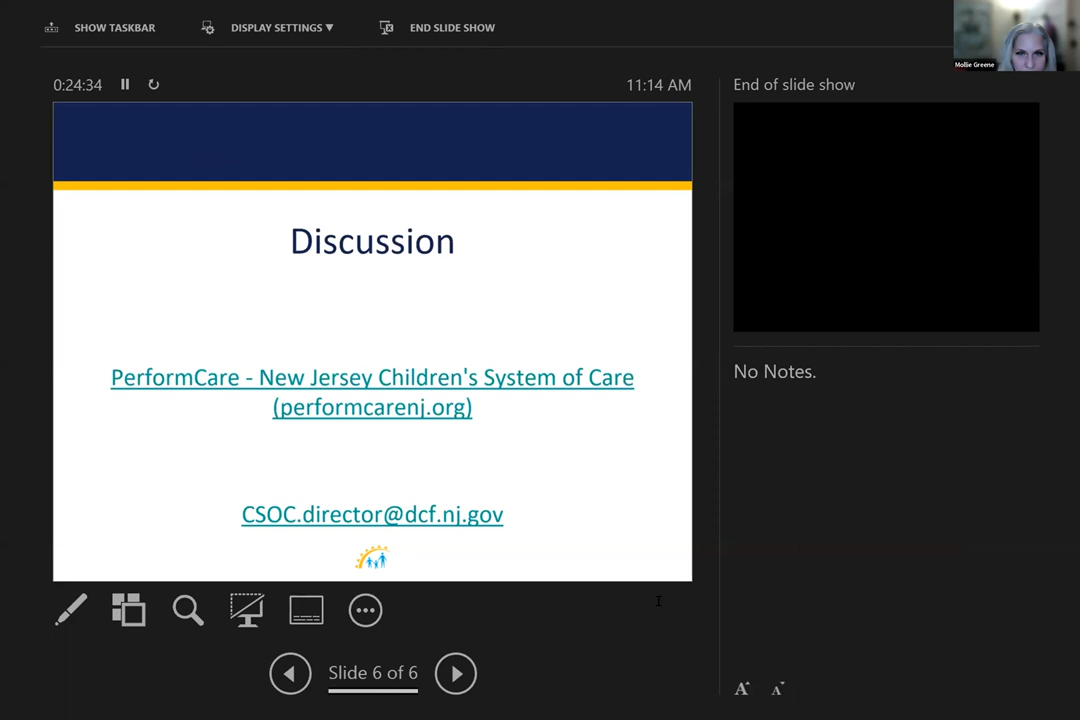 SHOW TASKBAR
DISPLAY SETTINGS ▼
END SLIDE SHOW
Mollie Greene
0:24:34
11:14 AM
End of slide show
Discussion
PerformCare - New Jersey Children's System of Care
(performcarenj.org)
CSOC.director@dcf.nj.gov
No Notes.
Slide 6 of 6
A A